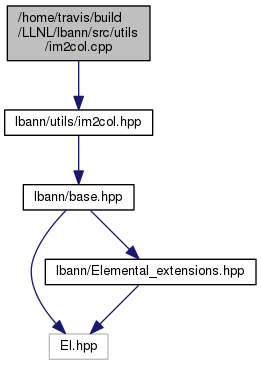 /home/travis/build
/LLNL/lbann/src/utils
/im2col.cpp
lbann/utils/im2col.hpp
lbann/base.hpp
lbann/Elemental_extensions.hpp
El.hpp